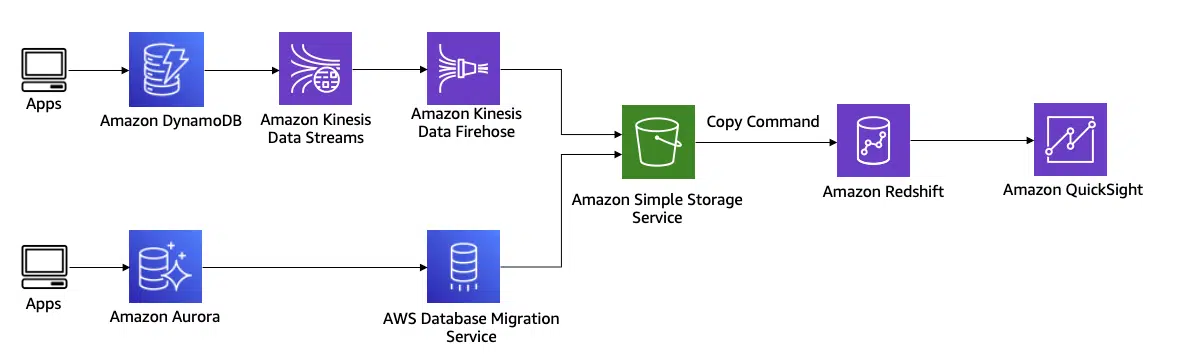 Apps
Amazon DynamoDB
Amazon Kinesis
Data Streams
Amazon Kinesis
Data Firehose
Copy Command
Amazon Simple Storage
Service
Amazon Redshift
Amazon QuickSight
Apps
Amazon Aurora
AWS Database Migration
Service